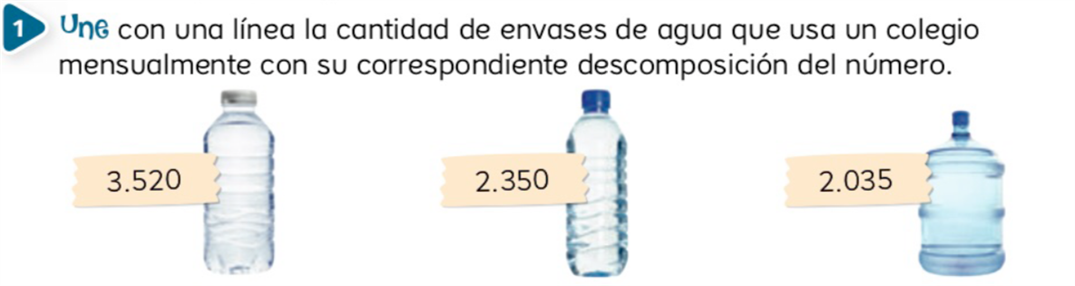 1 Une con una línea la cantidad de envases de agua que usa un colegio
mensualmente con su correspondiente descomposición del número.
3.520 2.350 2.035